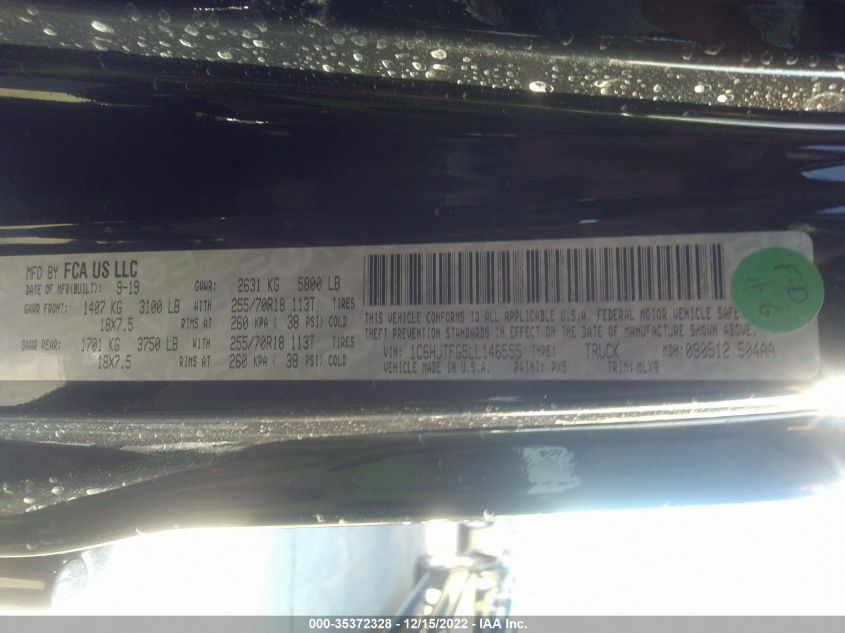 MFD BY FCA US LLC
DATE OF MFR(BUILT): 9-19 GVWR: 2631 KG 5800 LB
GAWR FRONT: 1407 KG 3100 LB WITH 255/70R18 113T TIRES
18X7.5 RIMS AT 260 KPA ( 38 PSI) COLD
GAWR REAR: 1701 KG 3750 LB WITH 255/70R18 113T TIRES
18X7.5 RIMS AT 260 KPA ( 38 PSI) COLD
THIS VEHICLE CONFORMS TO ALL APPLICABLE U.S.A. FEDERAL MOTOR VEHICLE
THEFT PREVENTION STANDARDS IN EFFECT ON THE DATE OF MANUFACTURE SHOWN ABOVE.
VIN: 1C6HJTFG5LL146555 TYPE: TRUCK MDH: 090512 504AA
VEHICLE MADE IN U.S.A. PAINT: PX8 TRIM: MLX9
000-35372328 - 12/15/2022 - IAA Inc.